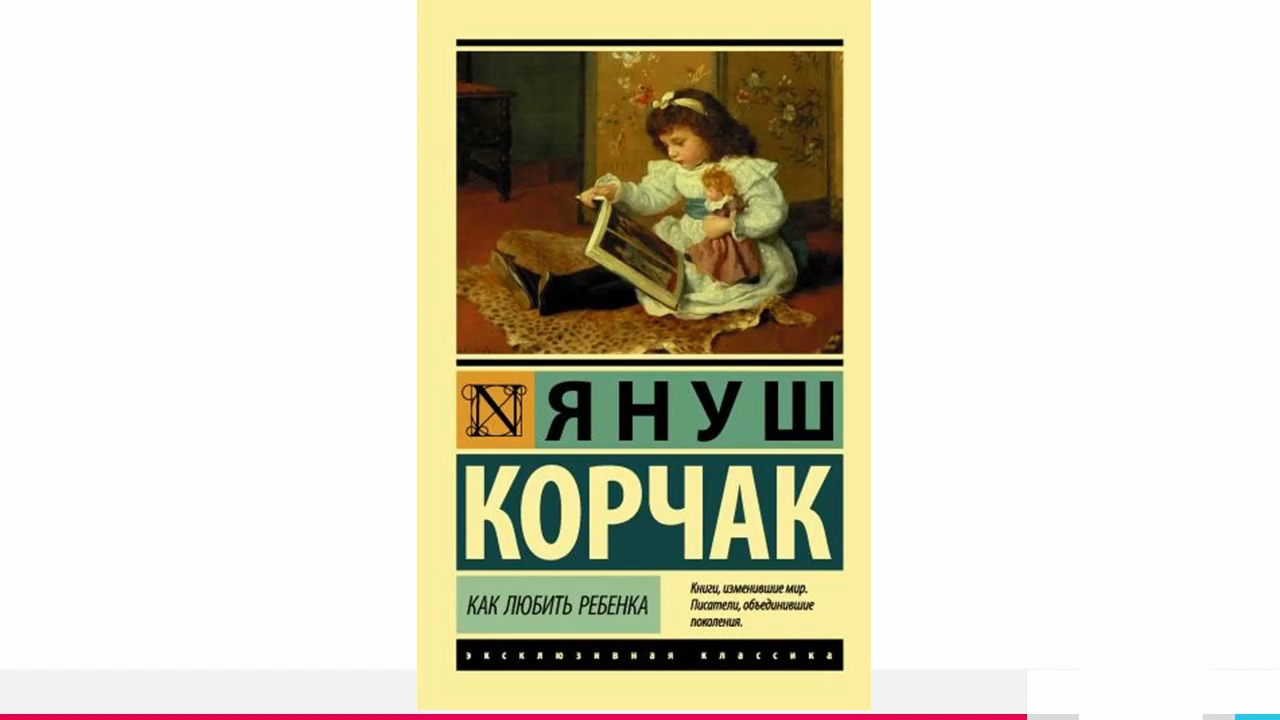 N
ЯНУШ
КОРЧАК
КАК ЛЮБИТЬ РЕБЕНКА
Книги, изменившие мир.
Писатели, объединившие
поколения.
эксклюзивная классика